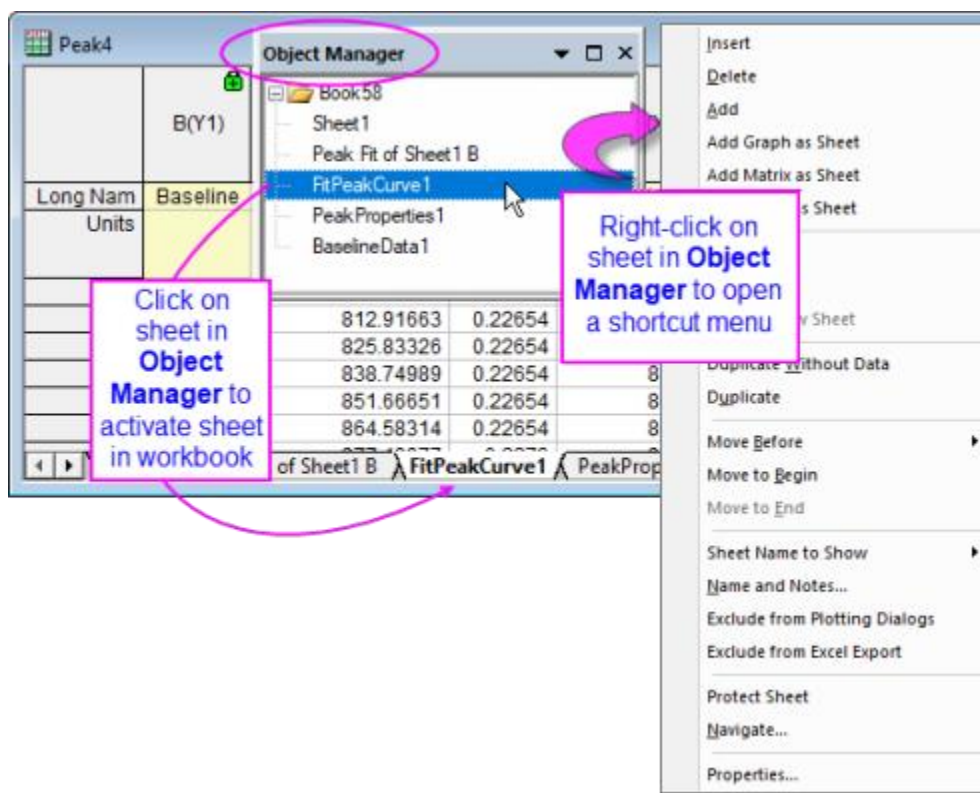 Peak4
Object Manager
B(Y1)
Book58
Sheet1
Peak Fit of Sheet1 B
FitPeakCurve1
PeakProperties1
BaselineData1
Long Nam Baseline
Units
Click on
sheet in
Object
Manager to
activate sheet
in workbook
Right-click on
sheet in Object
Manager to open
a shortcut menu
812.91663 0.22654
825.83326 0.22654
838.74989 0.22654 8
851.66651 0.22654 8
864.58314 0.22654 8
of Sheet1 B FitPeakCurve1 PeakProp
Insert
Delete
Add
Add Graph as Sheet
Add Matrix as Sheet
s Sheet
Sheet
Duplicate Without Data
Duplicate
Move Before
Move to Begin
Move to End
Sheet Name to Show
Name and Notes...
Exclude from Plotting Dialogs
Exclude from Excel Export
Protect Sheet
Navigate...
Properties...